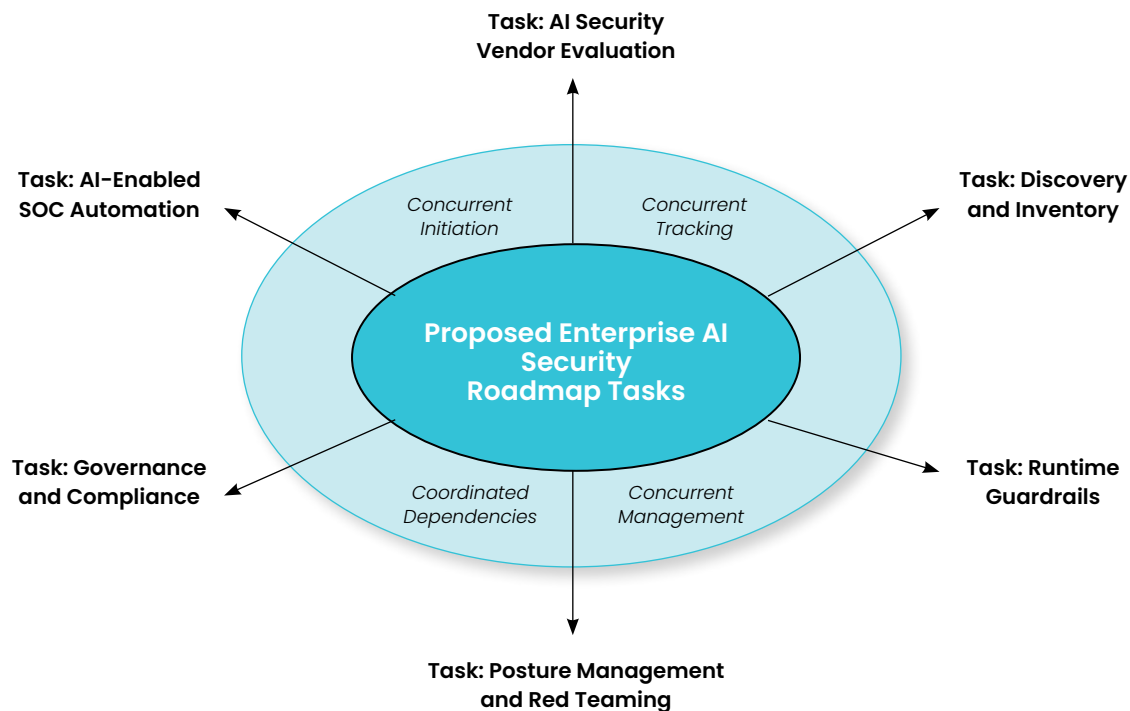 Task: AI Security
Vendor Evaluation
Task: AI-Enabled
SOC Automation
Task: Discovery
and Inventory
Concurrent
Initiation
Concurrent
Tracking
Proposed Enterprise AI
Security
Roadmap Tasks
Task: Governance
and Compliance
Task: Runtime
Guardrails
Coordinated
Dependencies
Concurrent
Management
Task: Posture Management
and Red Teaming